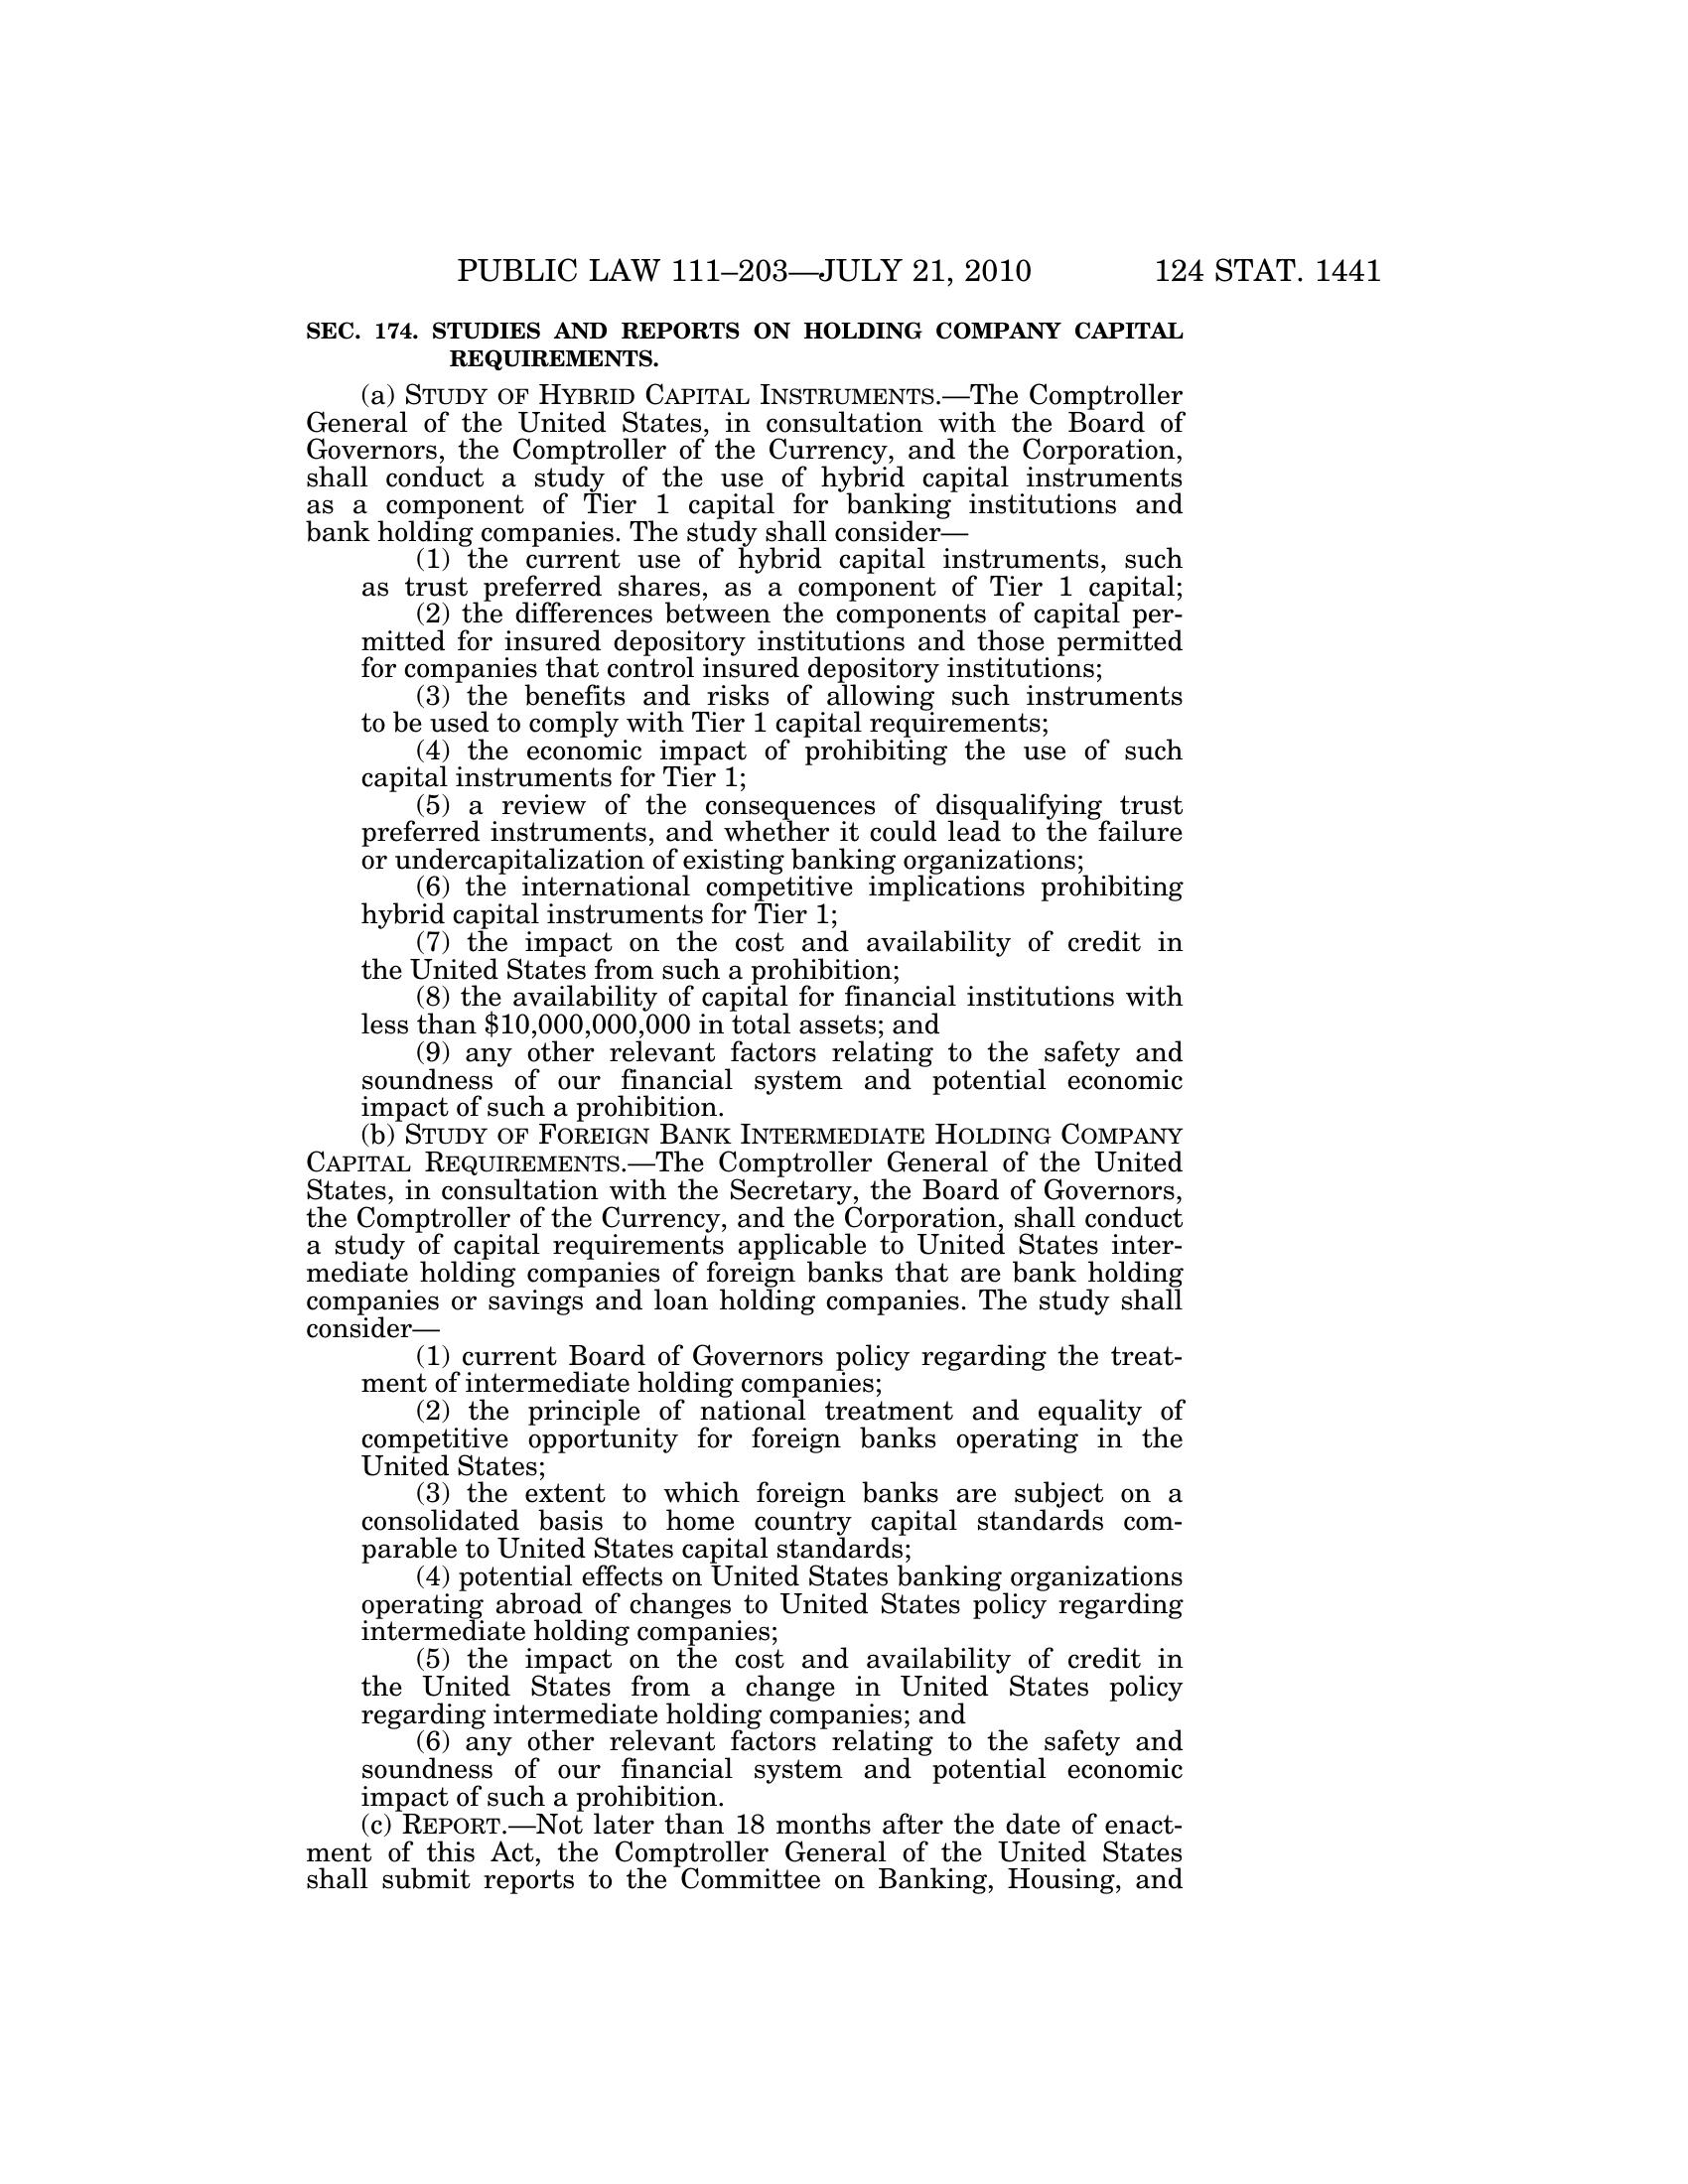 PUBLIC LAW 111–203—JULY 21, 2010 124 STAT. 1441
SEC. 174. STUDIES AND REPORTS ON HOLDING COMPANY CAPITAL
REQUIREMENTS.
(a) STUDY OF HYBRID CAPITAL INSTRUMENTS.—The Comptroller
General of the United States, in consultation with the Board of
Governors, the Comptroller of the Currency, and the Corporation,
shall conduct a study of the use of hybrid capital instruments
as a component of Tier 1 capital for banking institutions and
bank holding companies. The study shall consider—
(1) the current use of hybrid capital instruments, such
as trust preferred shares, as a component of Tier 1 capital;
(2) the differences between the components of capital per-
mitted for insured depository institutions and those permitted
for companies that control insured depository institutions;
(3) the benefits and risks of allowing such instruments
to be used to comply with Tier 1 capital requirements;
(4) the economic impact of prohibiting the use of such
capital instruments for Tier 1;
(5) a review of the consequences of disqualifying trust
preferred instruments, and whether it could lead to the failure
or undercapitalization of existing banking organizations;
(6) the international competitive implications prohibiting
hybrid capital instruments for Tier 1;
(7) the impact on the cost and availability of credit in
the United States from such a prohibition;
(8) the availability of capital for financial institutions with
less than $10,000,000,000 in total assets; and
(9) any other relevant factors relating to the safety and
soundness of our financial system and potential economic
impact of such a prohibition.
(b) STUDY OF FOREIGN BANK INTERMEDIATE HOLDING COMPANY
CAPITAL REQUIREMENTS.—The Comptroller General of the United
States, in consultation with the Secretary, the Board of Governors,
the Comptroller of the Currency, and the Corporation, shall conduct
a study of capital requirements applicable to United States inter-
mediate holding companies of foreign banks that are bank holding
companies or savings and loan holding companies. The study shall
consider—
(1) current Board of Governors policy regarding the treat-
ment of intermediate holding companies;
(2) the principle of national treatment and equality of
competitive opportunity for foreign banks operating in the
United States;
(3) the extent to which foreign banks are subject on a
consolidated basis to home country capital standards com-
parable to United States capital standards;
(4) potential effects on United States banking organizations
operating abroad of changes to United States policy regarding
intermediate holding companies;
(5) the impact on the cost and availability of credit in
the United States from a change in United States policy
regarding intermediate holding companies; and
(6) any other relevant factors relating to the safety and
soundness of our financial system and potential economic
impact of such a prohibition.
(c) REPORT.—Not later than 18 months after the date of enact-
ment of this Act, the Comptroller General of the United States
shall submit reports to the Committee on Banking, Housing, and